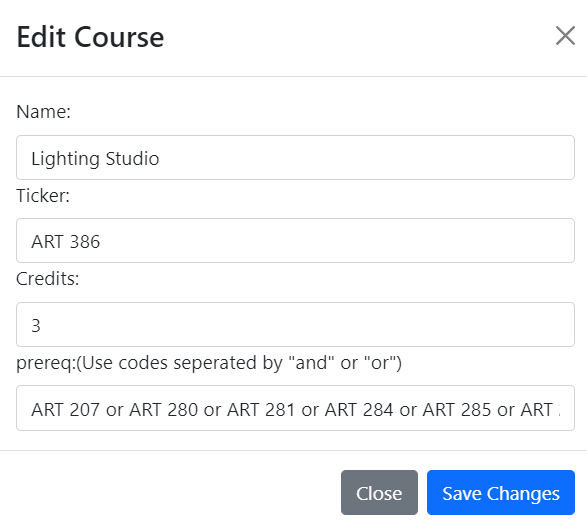 Edit Course
Name:
Lighting Studio
Ticker:
ART 386
Credits:
3
prereq:(Use codes seperated by "and" or "or")
ART 207 or ART 280 or ART 281 or ART 284 or ART 285 or ART
Close Save Changes